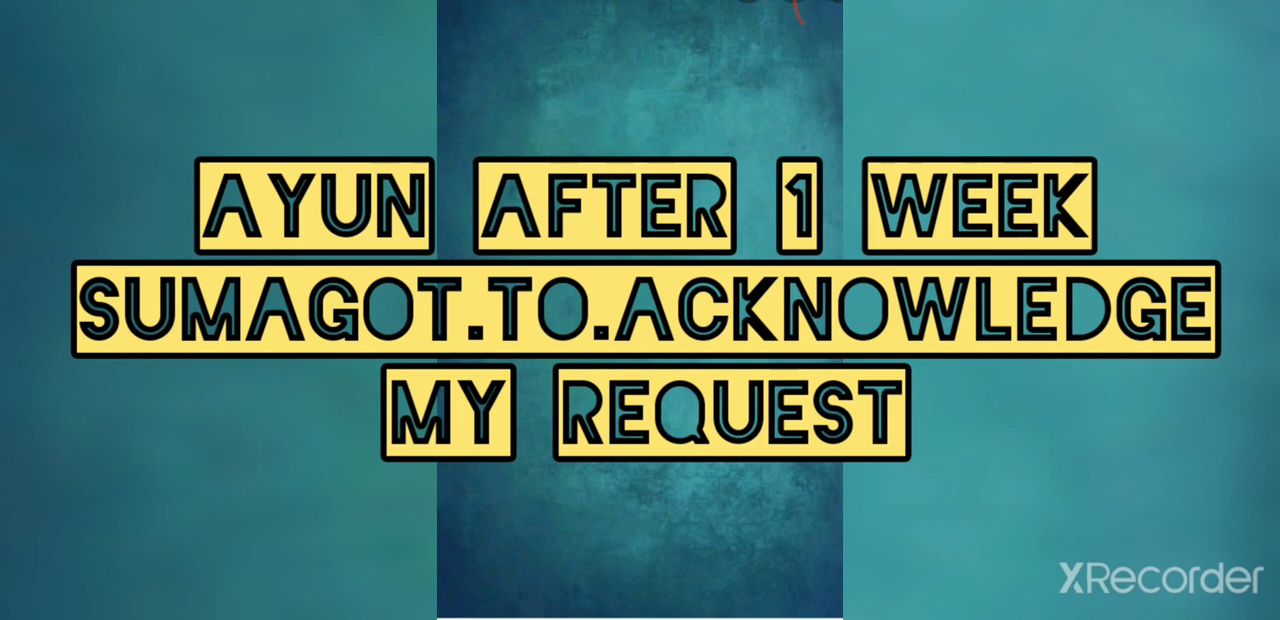 AYUN AFTER 1 WEEK
SUMAGOT.TO.ACKNOWLEDGE
MY REQUEST
XRecorder